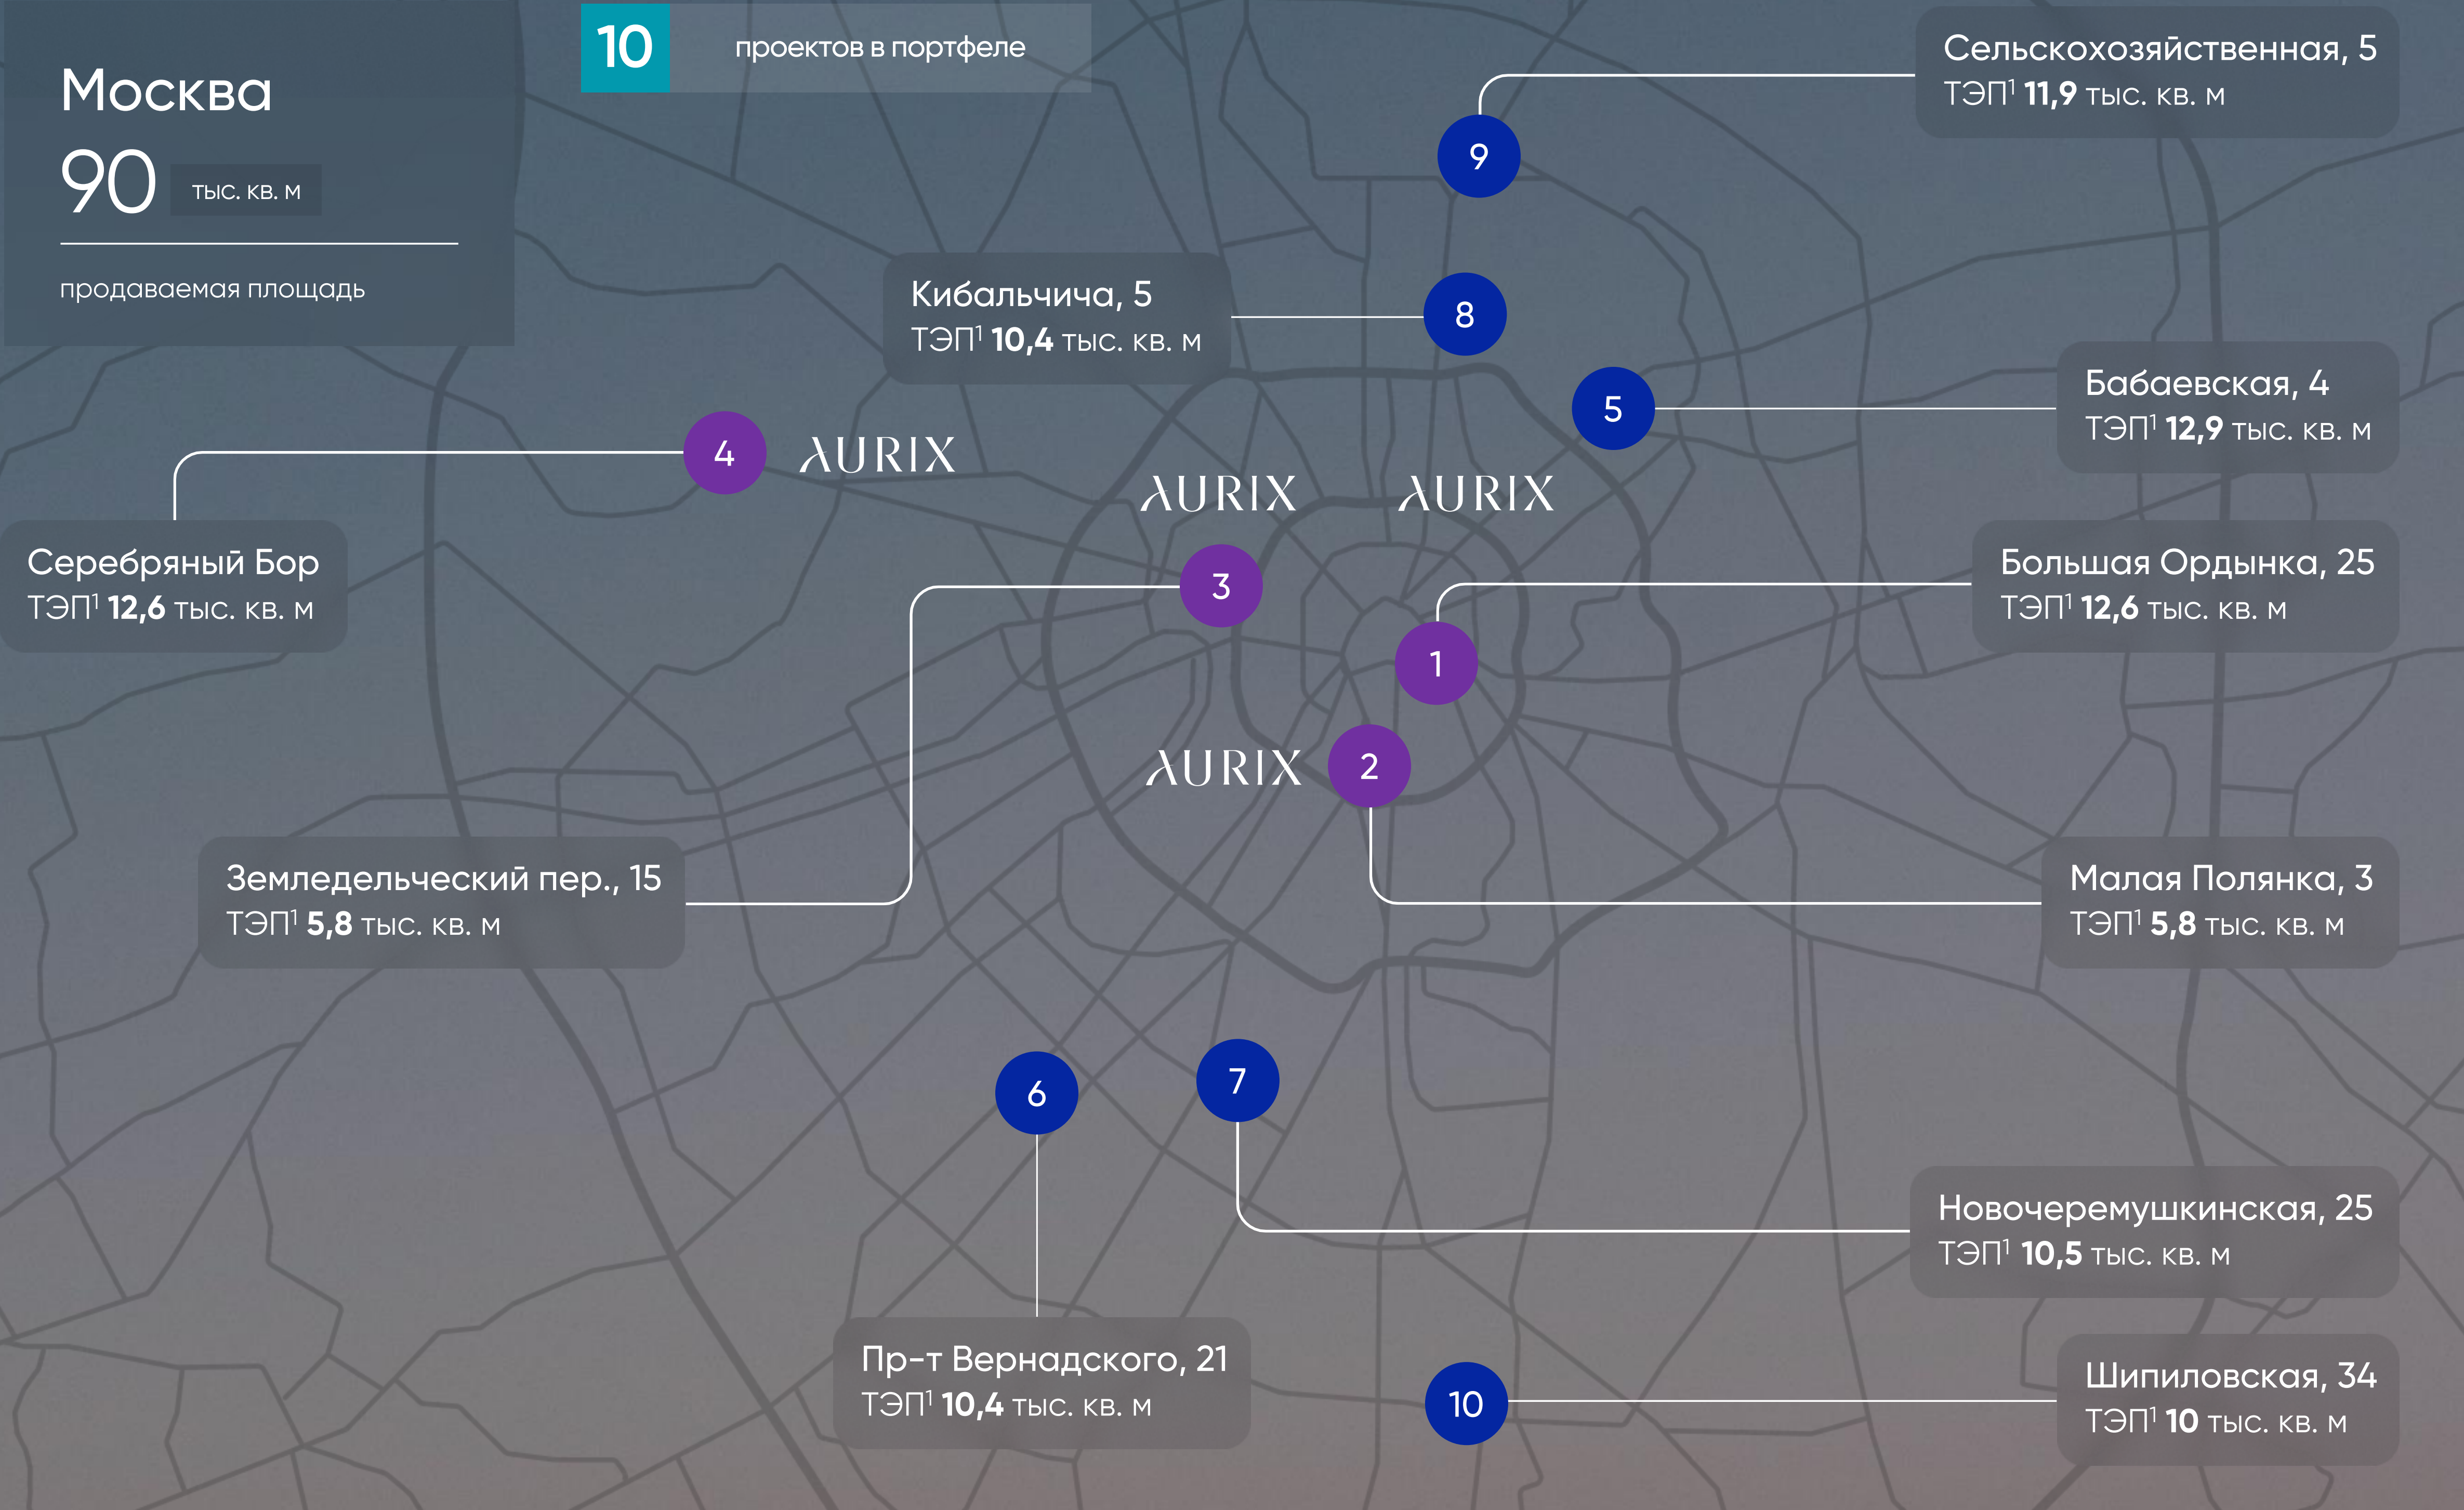 Москва
90 тыс. кв. м
продаваемая площадь
10 проектов в портфеле
Сельскохозяйственная, 5
ТЭП¹ 11,9 тыс. кв. м
9
Кибальчича, 5
ТЭП¹ 10,4 тыс. кв. м
8
5
Бабаевская, 4
ТЭП¹ 12,9 тыс. кв. м
4
AURIX
AURIX
AURIX
Серебряный Бор
ТЭП¹ 12,6 тыс. кв. м
3
Большая Ордынка, 25
ТЭП¹ 12,6 тыс. кв. м
1
AURIX
2
Земледельческий пер., 15
ТЭП¹ 5,8 тыс. кв. м
Малая Полянка, 3
ТЭП¹ 5,8 тыс. кв. м
6
7
Новочеремушкинская, 25
ТЭП¹ 10,5 тыс. кв. м
Пр-т Вернадского, 21
ТЭП¹ 10,4 тыс. кв. м
10
Шипиловская, 34
ТЭП¹ 10 тыс. кв. м